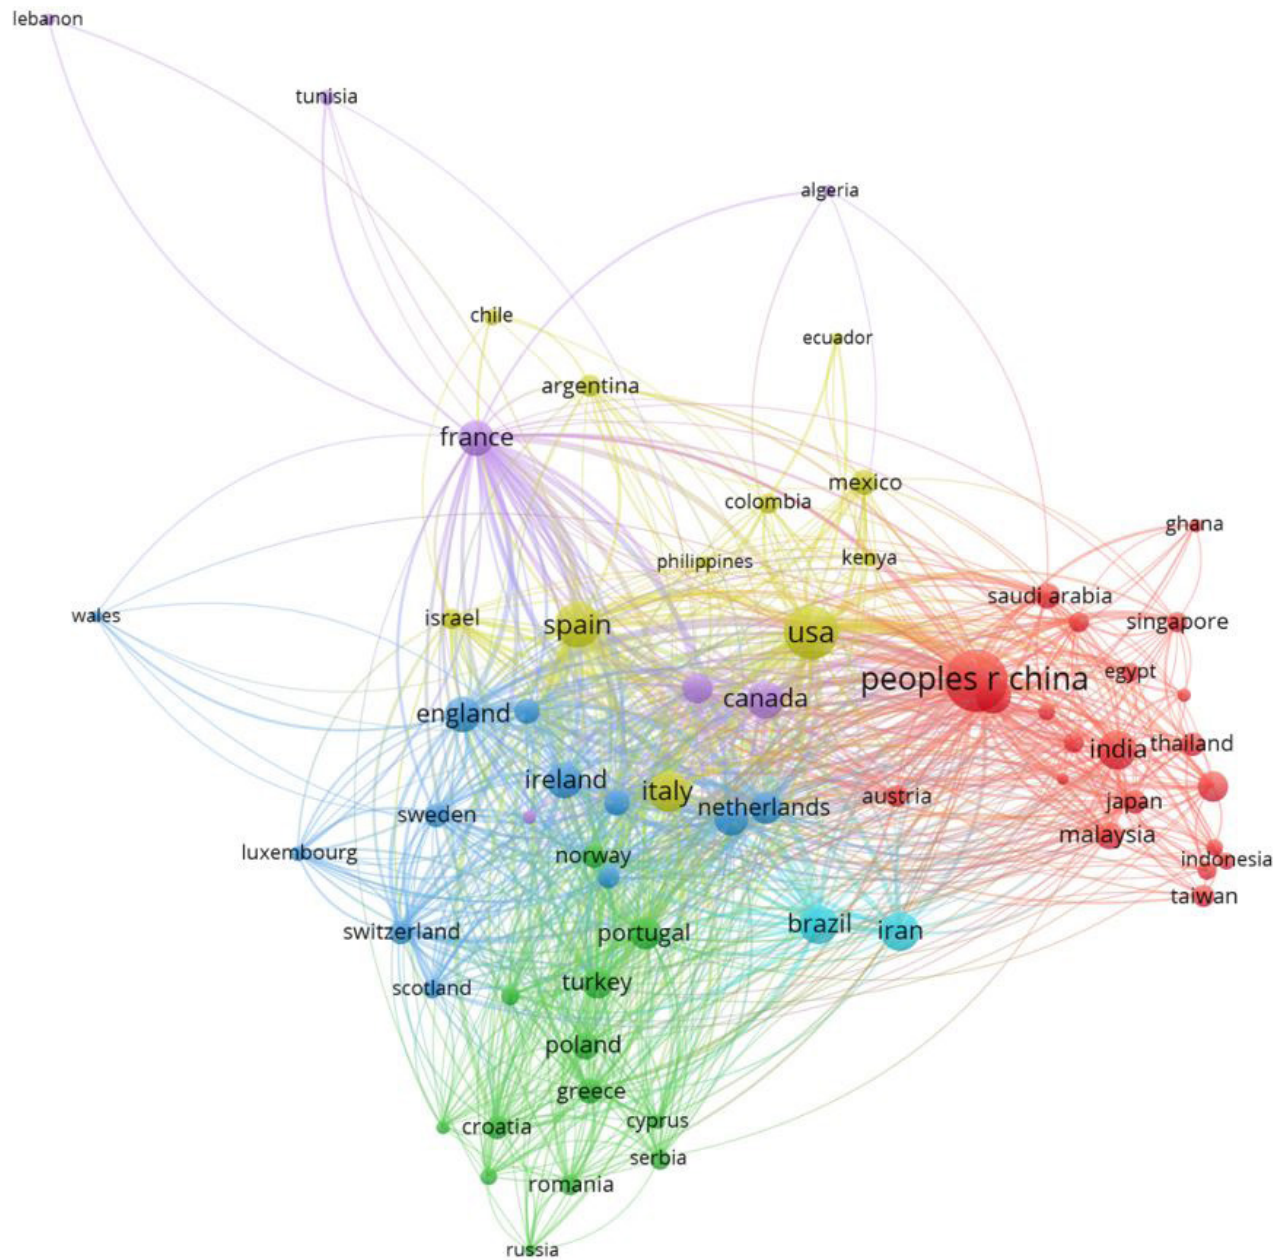 lebanon
tunisia
algeria
chile
ecuador
argentina
france
mexico
colombia
ghana
philippines
kenya
saudi arabia
wales
israel
spain
usa
singapore
egypt
peoples r china
canada
england
india
thailand
ireland
italy
netherlands
austria
japan
sweden
malaysia
luxembourg
norway
indonesia
taiwan
switzerland
portugal
brazil
iran
turkey
scotland
poland
greece
cyprus
croatia
serbia
romania
russia